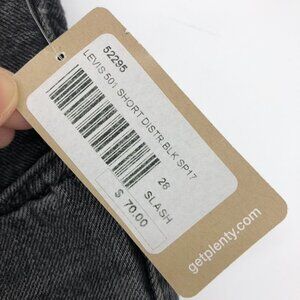 52295
LEVIS 501 SHORT DISTR BLK SP17
26
SLASH
$ 70.00
getplenty.com